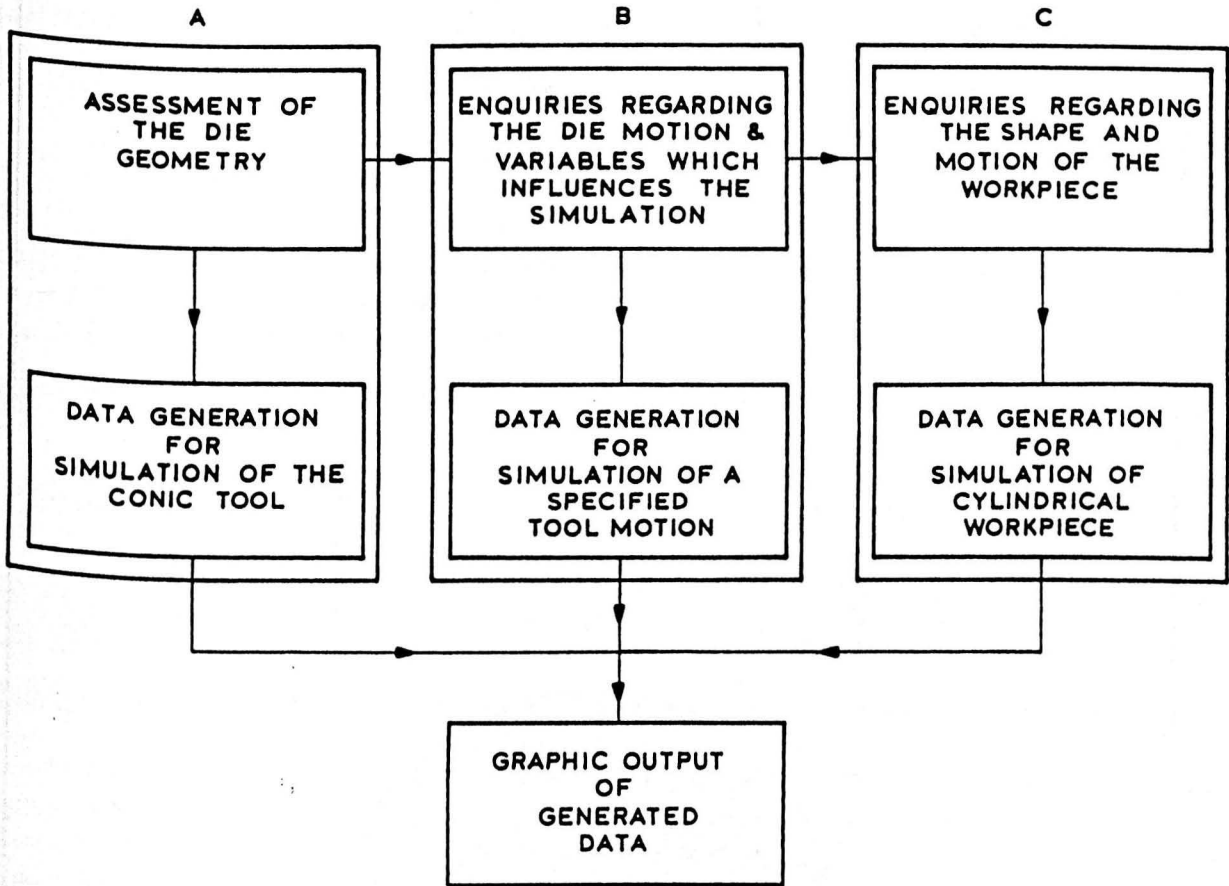 A
B
C
ASSESSMENT OF
THE DIE
GEOMETRY
ENQUIRIES REGARDING
THE DIE MOTION &
VARIABLES WHICH
INFLUENCES THE
SIMULATION
ENQUIRIES REGARDING
THE SHAPE AND
MOTION OF THE
WORKPIECE
DATA GENERATION
FOR
SIMULATION OF THE
CONIC TOOL
DATA GENERATION
FOR
SIMULATION OF A
SPECIFIED
TOOL MOTION
DATA GENERATION
FOR
SIMULATION OF
CYLINDRICAL
WORKPIECE
GRAPHIC OUTPUT
OF
GENERATED
DATA